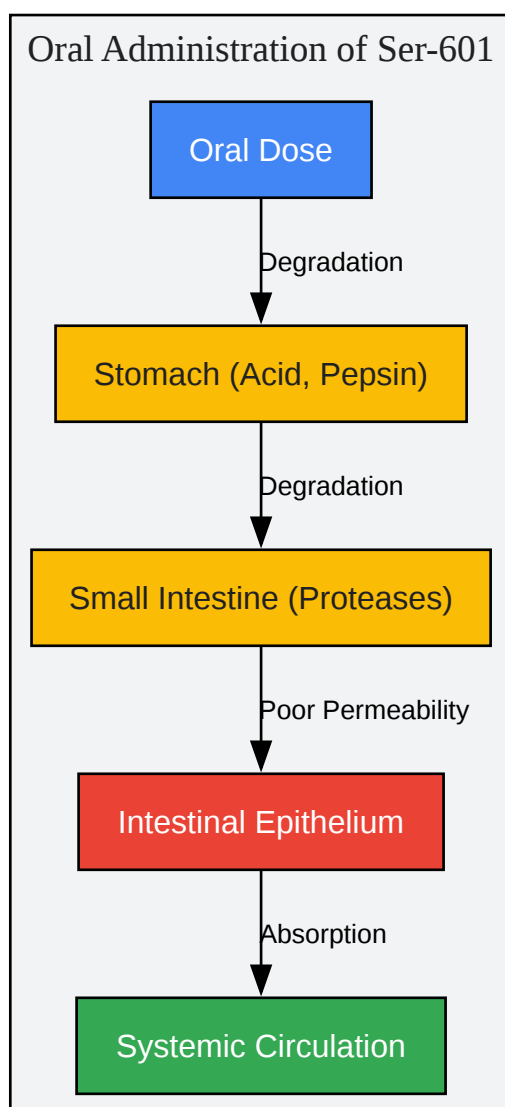 Oral Administration of Ser-601
Oral Dose
Degradation
Stomach (Acid, Pepsin)
Degradation
Small Intestine (Proteases)
Poor Permeability
Intestinal Epithelium
Absorption
Systemic Circulation